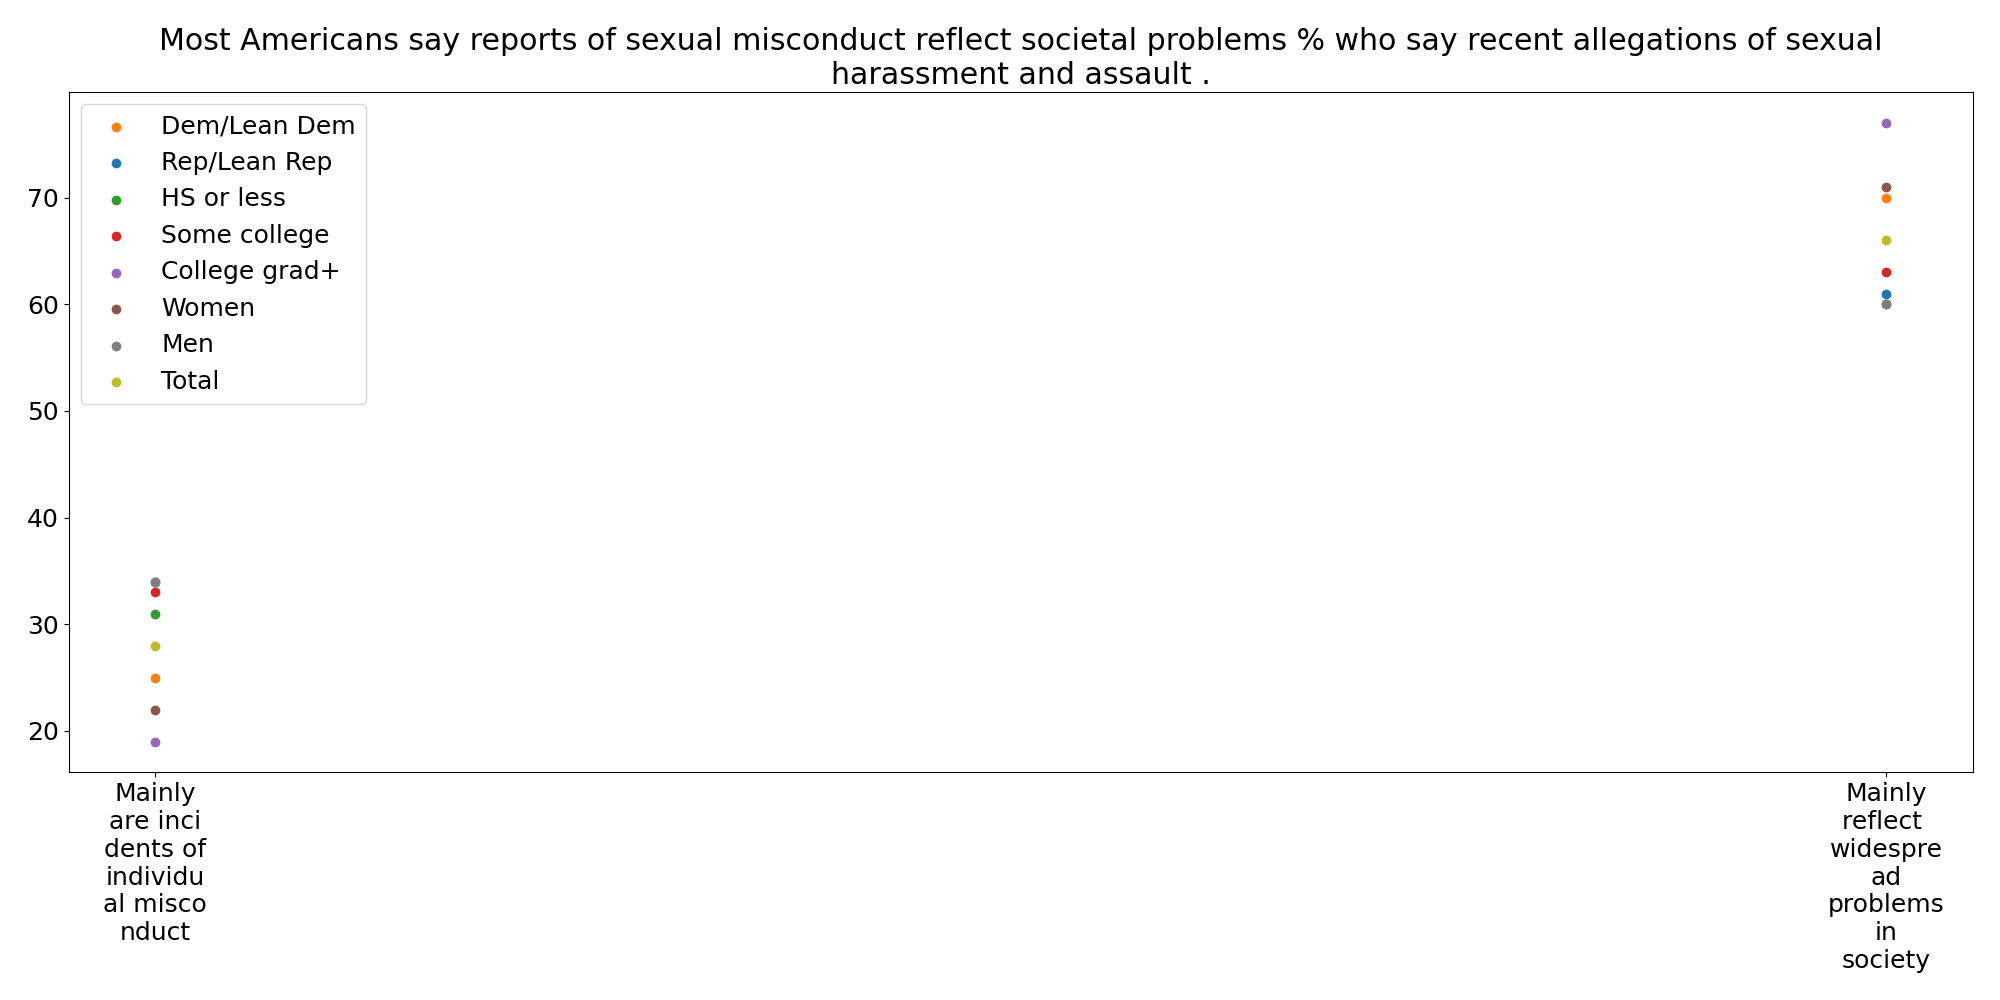 Most Americans say reports of sexual misconduct reflect societal problems % who say recent allegations of sexual
harassment and assault .
Dem/Lean Dem
Rep/Lean Rep
HS or less
Some college
College grad+
Women
Men
Total
70
60
50
40
30
20
Mainly
are inci
dents of
individu
al misco
nduct
Mainly
reflect
widespre
ad
problems
in
society